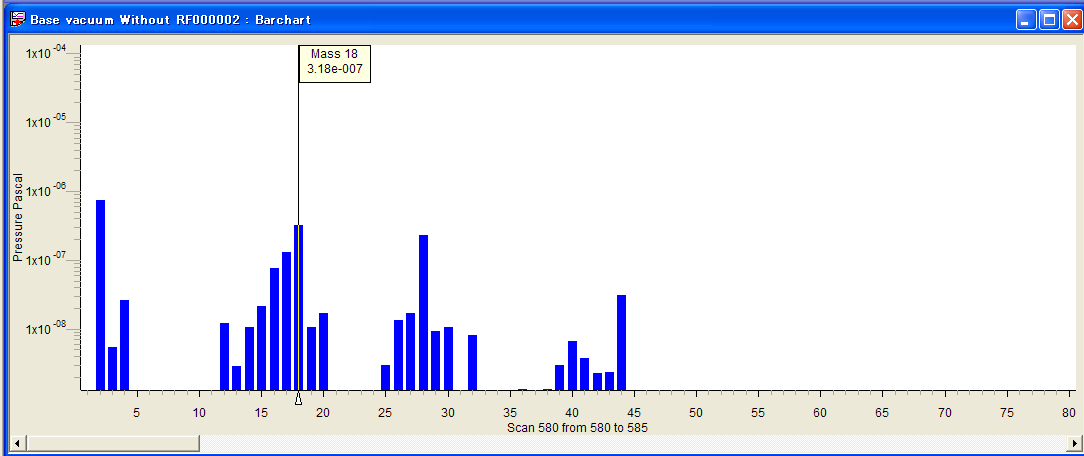 Base vacuum Without RF000002 : Barchart
Mass 18
3.18e-007
1x10 -04
1x10 -05
1x10 -06
1x10 -07
1x10 -08
Pressure Pascal
5 10 15 20 25 30 35 40 45 50 55 60 65 70 75 80
Scan 580 from 580 to 585